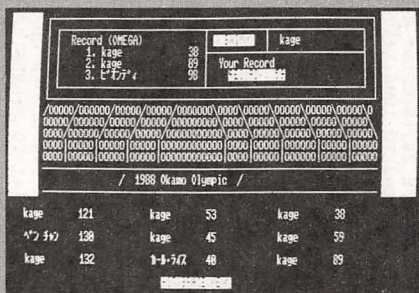 Record (OMEGA)
1. kage 38
2. kage 89
3. ピオンディ 98
kage
Your Record
/ 1988 Okamo Olympic /
kage 121 kage 53 kage 38
ベン チャン 130 kage 45 kage 59
kage 132 カール・ライス 40 kage 89